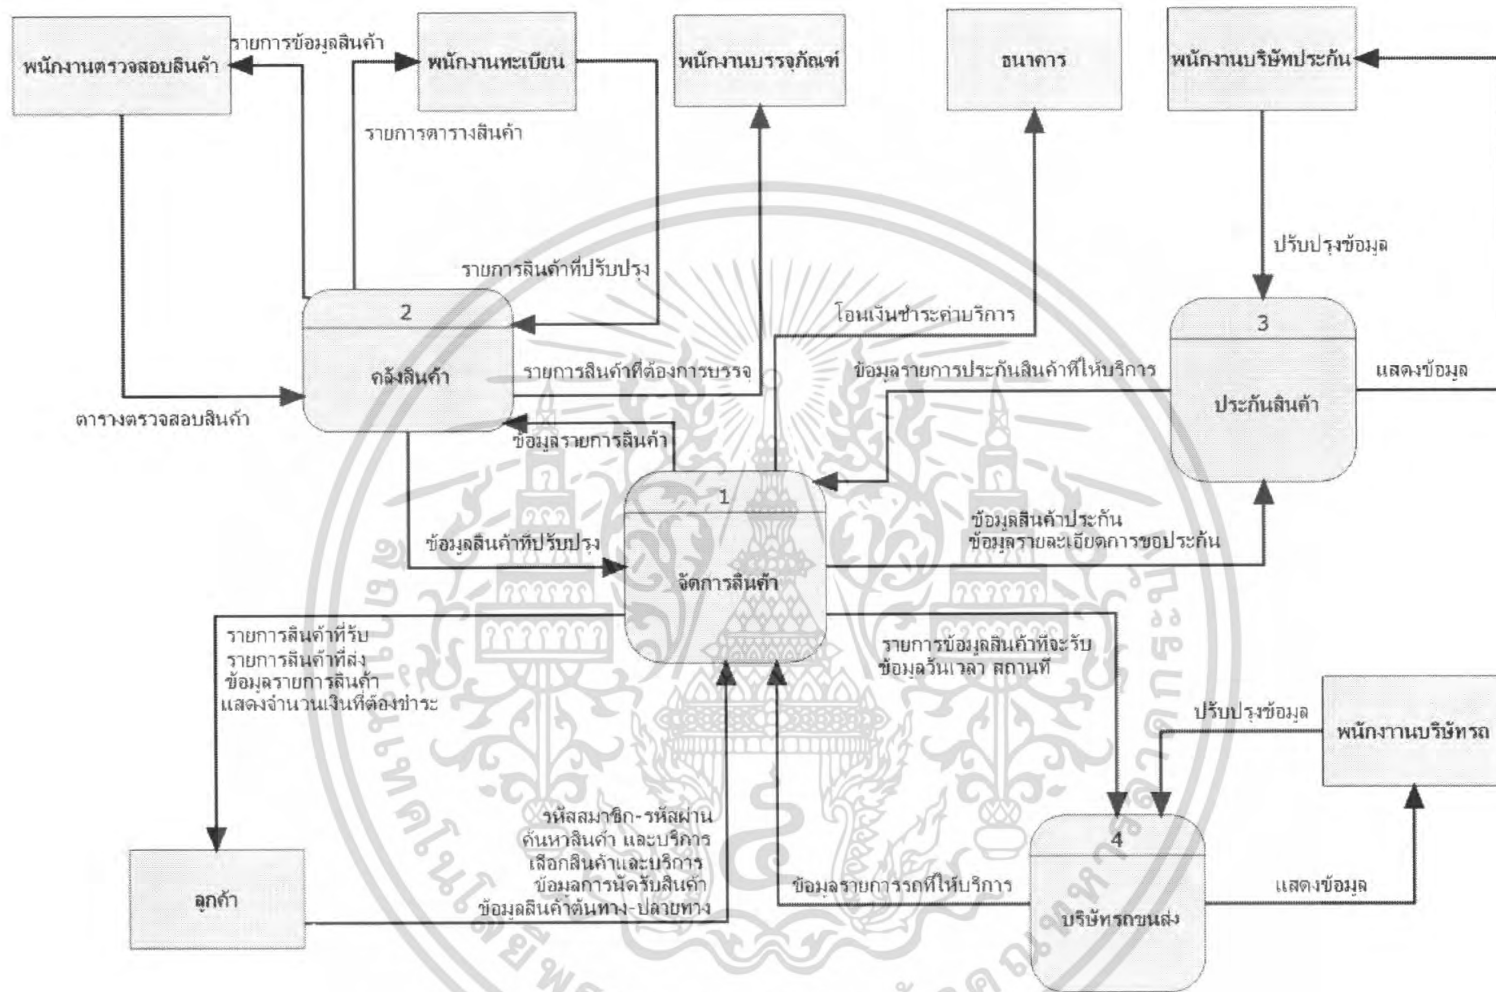 รายการข้อมูลสินค้า
พนักงานตรวจสอบสินค้า
พนักงานทะเบียน
พนักงานบรรจุภัณฑ์
ธนาคาร
พนักงานบริษัทประกัน
รายการตารางสินค้า
ปรับปรุงข้อมูล
รายการสินค้าที่ปรับปรุง
2
คลังสินค้า
โอนเงินชำระค่าบริการ
3
ประกันสินค้า
รายการสินค้าที่ต้องการบรรจุ
ข้อมูลรายการประกันสินค้าที่ให้บริการ
แสดงข้อมูล
ตารางตรวจสอบสินค้า
ข้อมูลรายการสินค้า
1
จัดการสินค้า
ข้อมูลสินค้าที่ปรับปรุง
ข้อมูลสินค้าประกัน
ข้อมูลรายละเอียดการขอประกัน
รายการสินค้าที่รับ
รายการสินค้าที่ส่ง
ข้อมูลรายการสินค้า
แสดงจำนวนเงินที่ต้องชำระ
รายการข้อมูลสินค้าที่จะรับ
ข้อมูลวันเวลา สถานที่
ปรับปรุงข้อมูล
พนักงาานบริษัทรถ
รหัสสมาชิก-รหัสผ่าน
ค้นหาสินค้า และบริการ
เลือกสินค้าและบริการ
ข้อมูลการนัดรับสินค้า
ข้อมูลสินค้าต้นทาง-ปลายทาง
ลูกค้า
ข้อมูลรายการรถที่ให้บริการ
4
บริษัทรถขนส่ง
แสดงข้อมูล